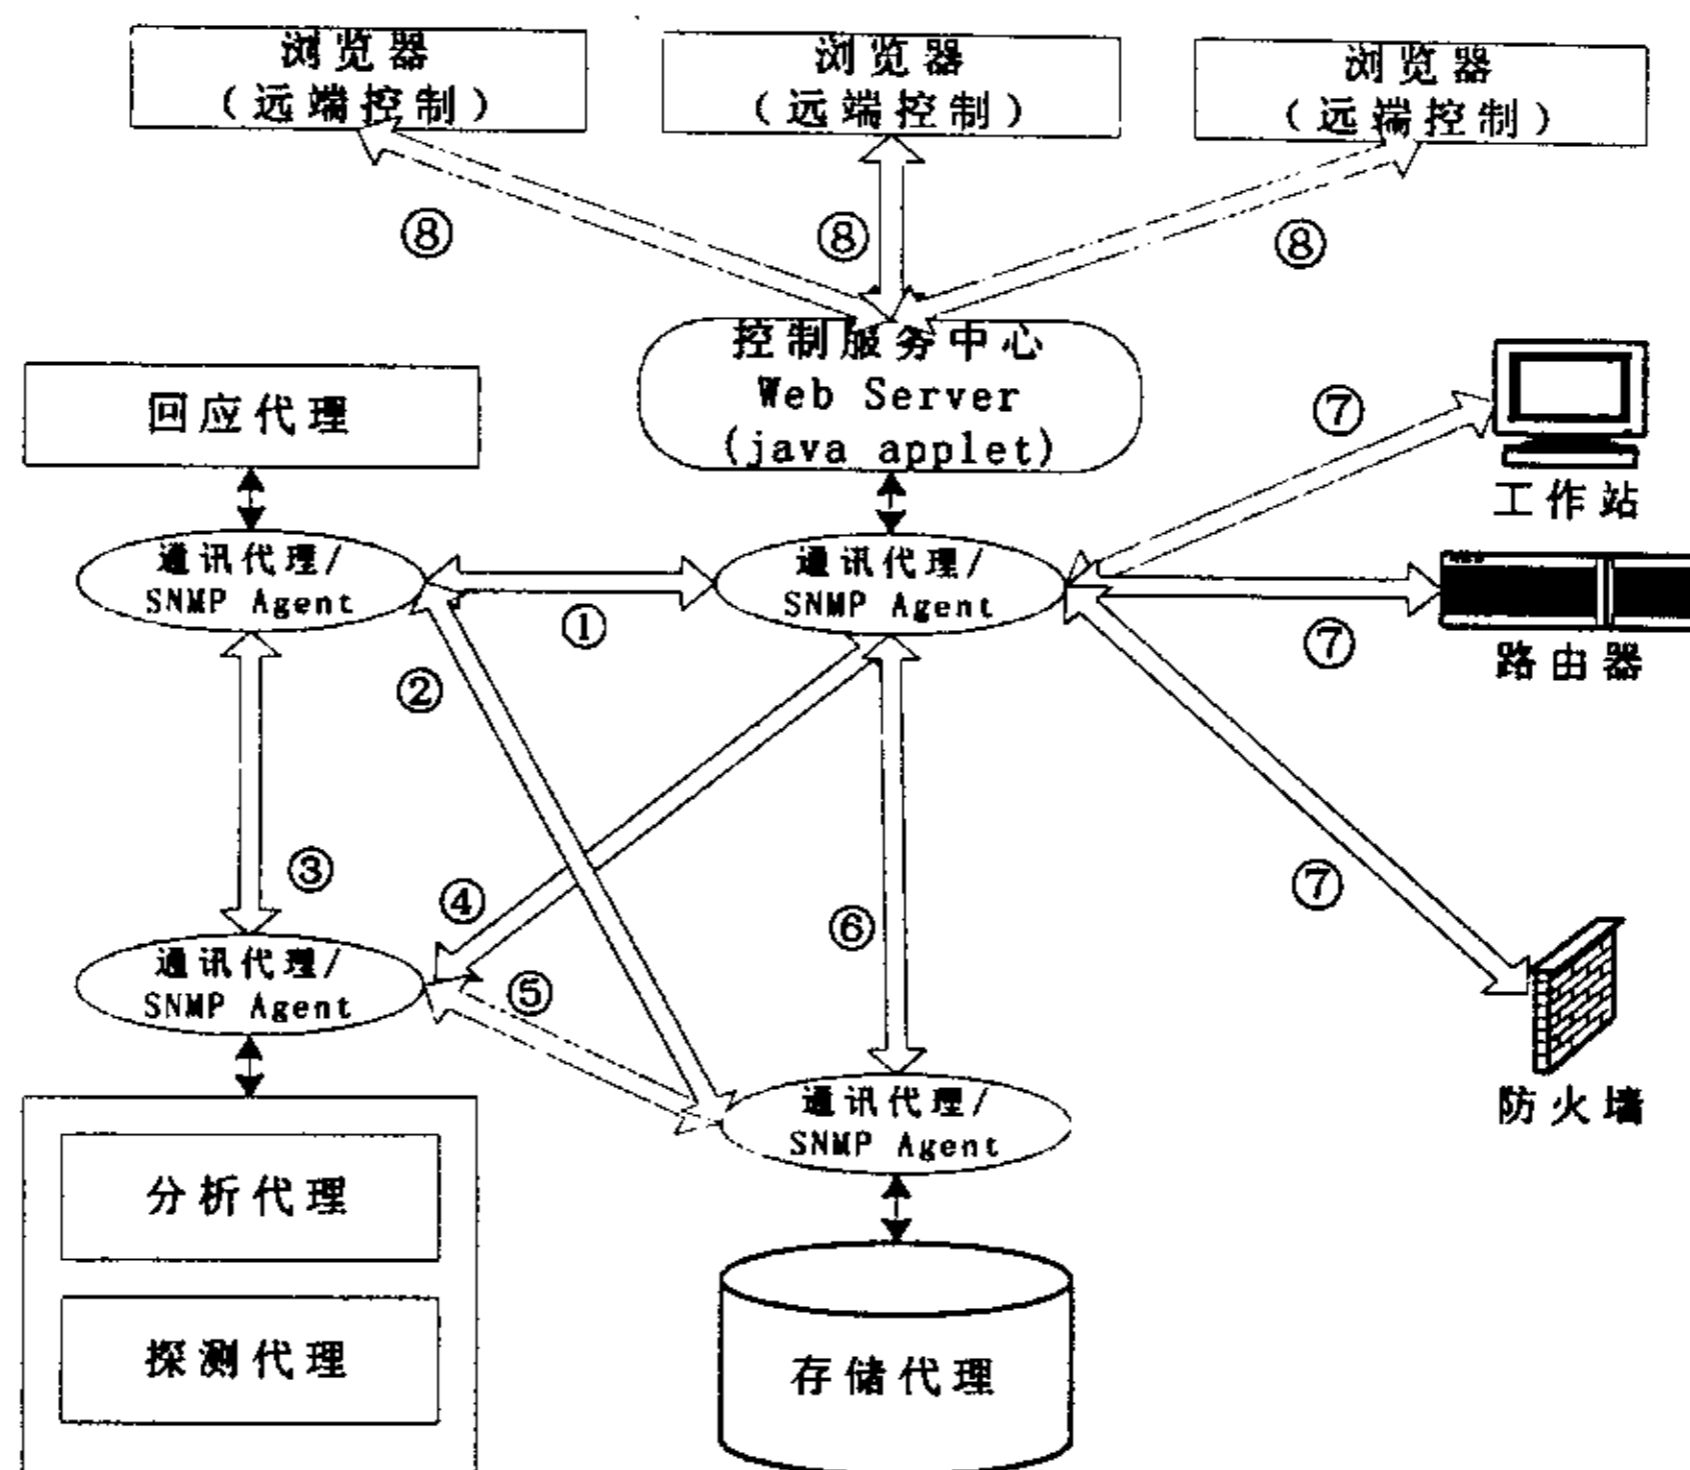 浏览器
(远端控制)
浏览器
(远端控制)
浏览器
(远端控制)
⑧
⑧
⑧
控制服务中心
Web Server
(java applet)
回应代理
⑦
工作站
通讯代理/
SNMP Agent
通讯代理/
SNMP Agent
①
⑦
路由器
②
③
④
⑥
⑦
通讯代理/
SNMP Agent
⑤
通讯代理/
SNMP Agent
防火墙
分析代理
探测代理
存储代理